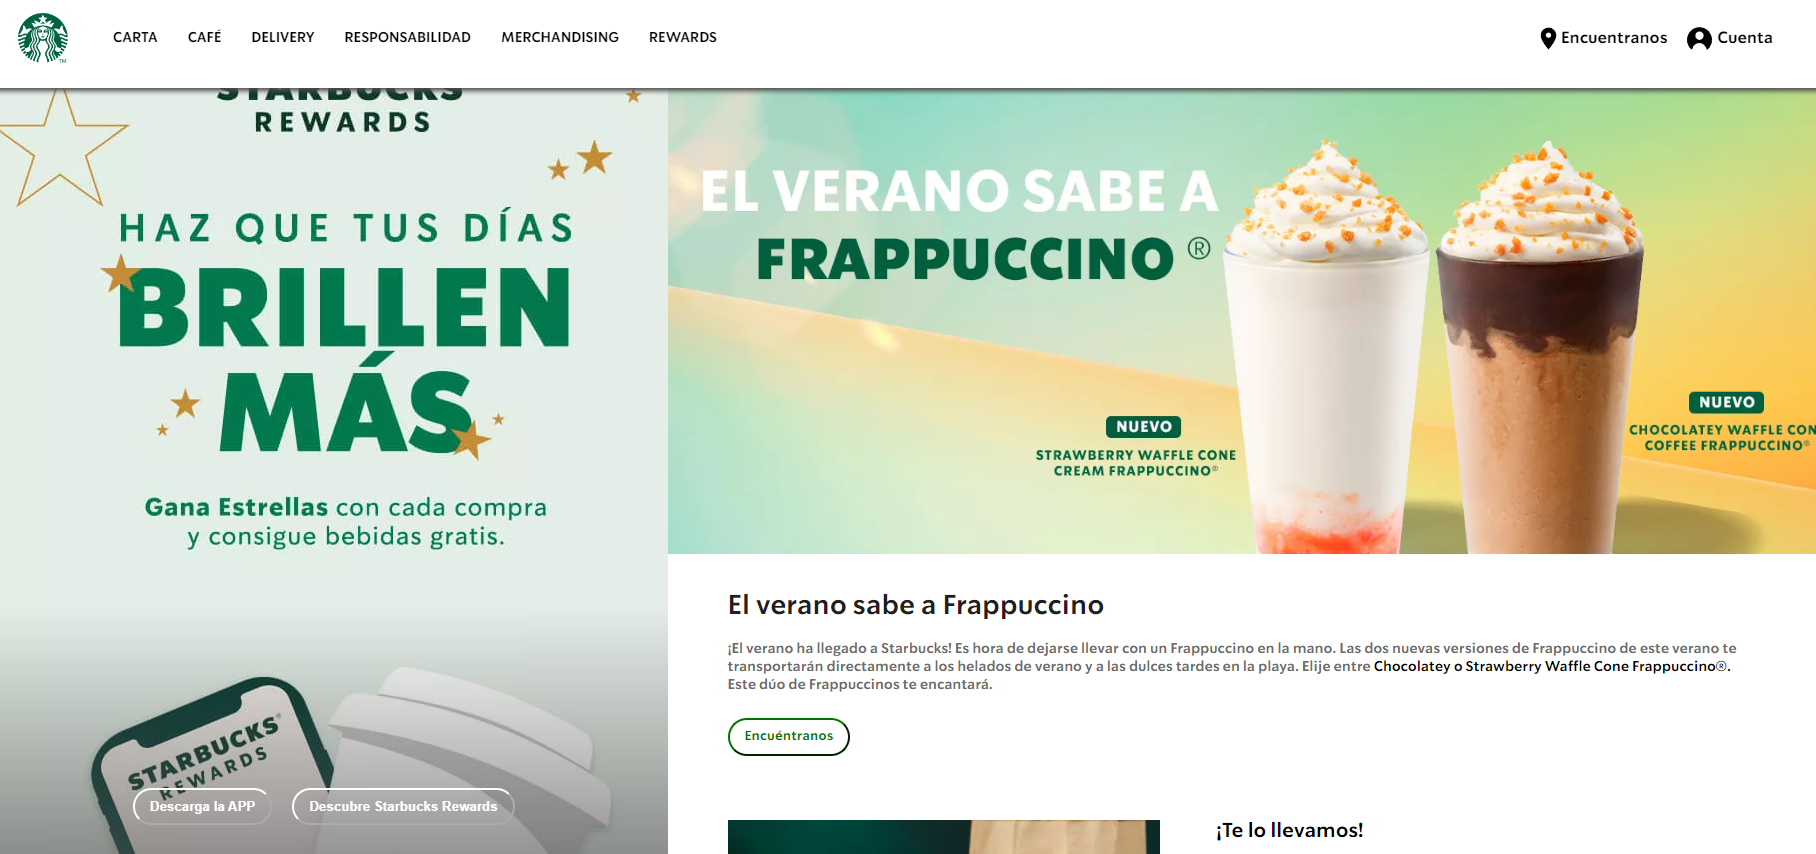 CARTA
CAFÉ
DELIVERY
RESPONSABILIDAD
MERCHANDISING
REWARDS
Encuentranos
Cuenta
TM
STARBUCKS
REWARDS
HAZ QUE TUS DÍAS
BRILLEN
MÁS
Gana Estrellas con cada compra
y consigue bebidas gratis.
STARBUCKS®
REWARDS
Descarga la APP
Descubre Starbucks Rewards
EL VERANO SABE A
FRAPPUCCINO ®
NUEVO
STRAWBERRY WAFFLE CONE
CREAM FRAPPUCCINO®
NUEVO
CHOCOLATEY WAFFLE CON
COFFEE FRAPPUCCINO®
El verano sabe a Frappuccino
¡El verano ha llegado a Starbucks! Es hora de dejarse llevar con un Frappuccino en la mano. Las dos nuevas versiones de Frappuccino de este verano te
transportarán directamente a los helados de verano y a las dulces tardes en la playa. Elije entre Chocolatey o Strawberry Waffle Cone Frappuccino®.
Este dúo de Frappuccinos te encantará.
Encuéntranos
¡Te lo llevamos!